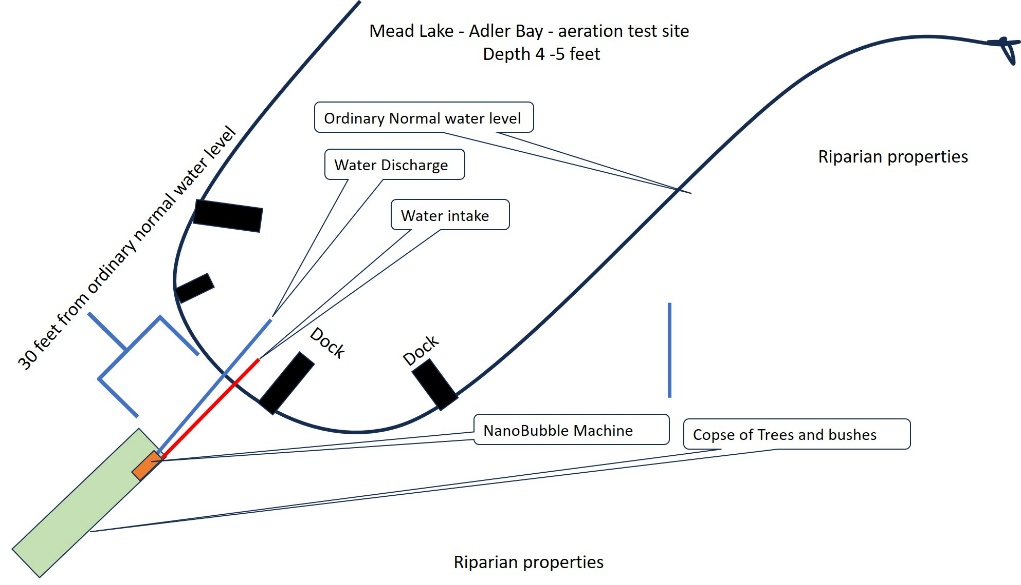 Mead Lake - Adler Bay - aeration test site
Depth 4 -5 feet
Ordinary Normal water level
Water Discharge
Riparian properties
Water intake
30 feet from ordinary normal water level
Dock
Dock
NanoBubble Machine
Copse of Trees and bushes
Riparian properties